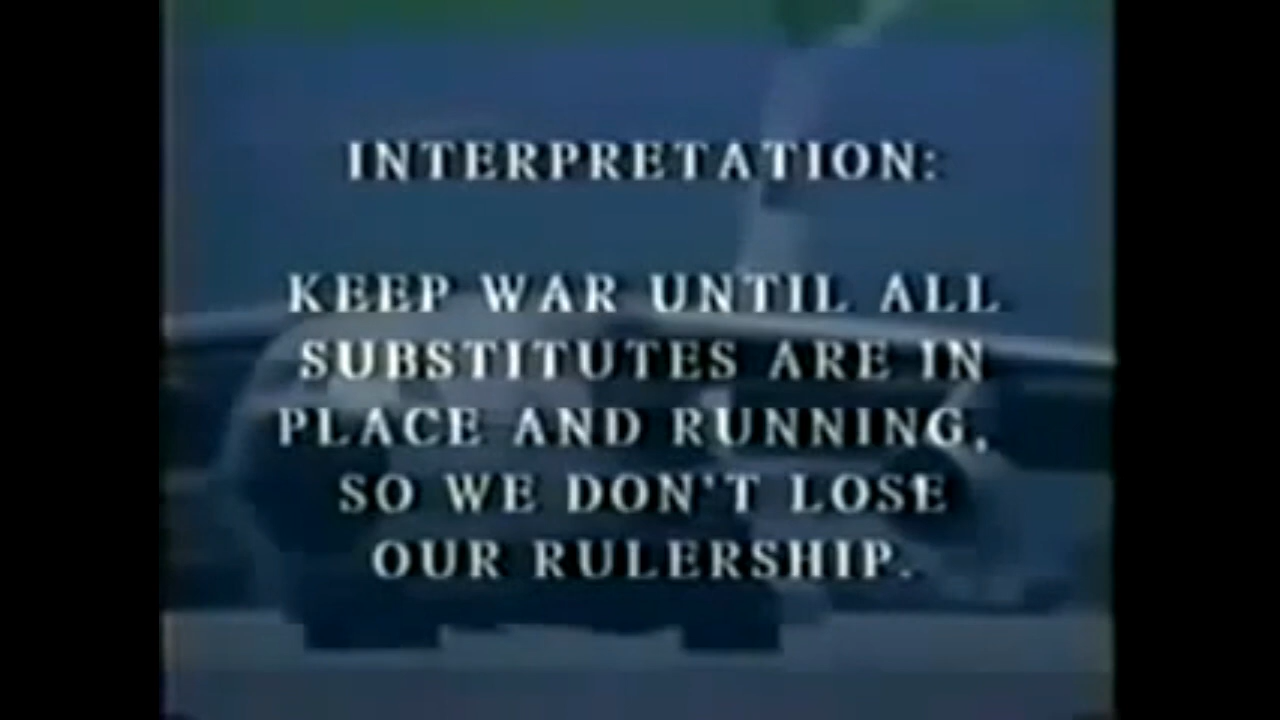 INTERPRETATION:
KEEP WAR UNTIL ALL
SUBSTITUTES ARE IN
PLACE AND RUNNING,
SO WE DON'T LOSE
OUR RULERSHIP.